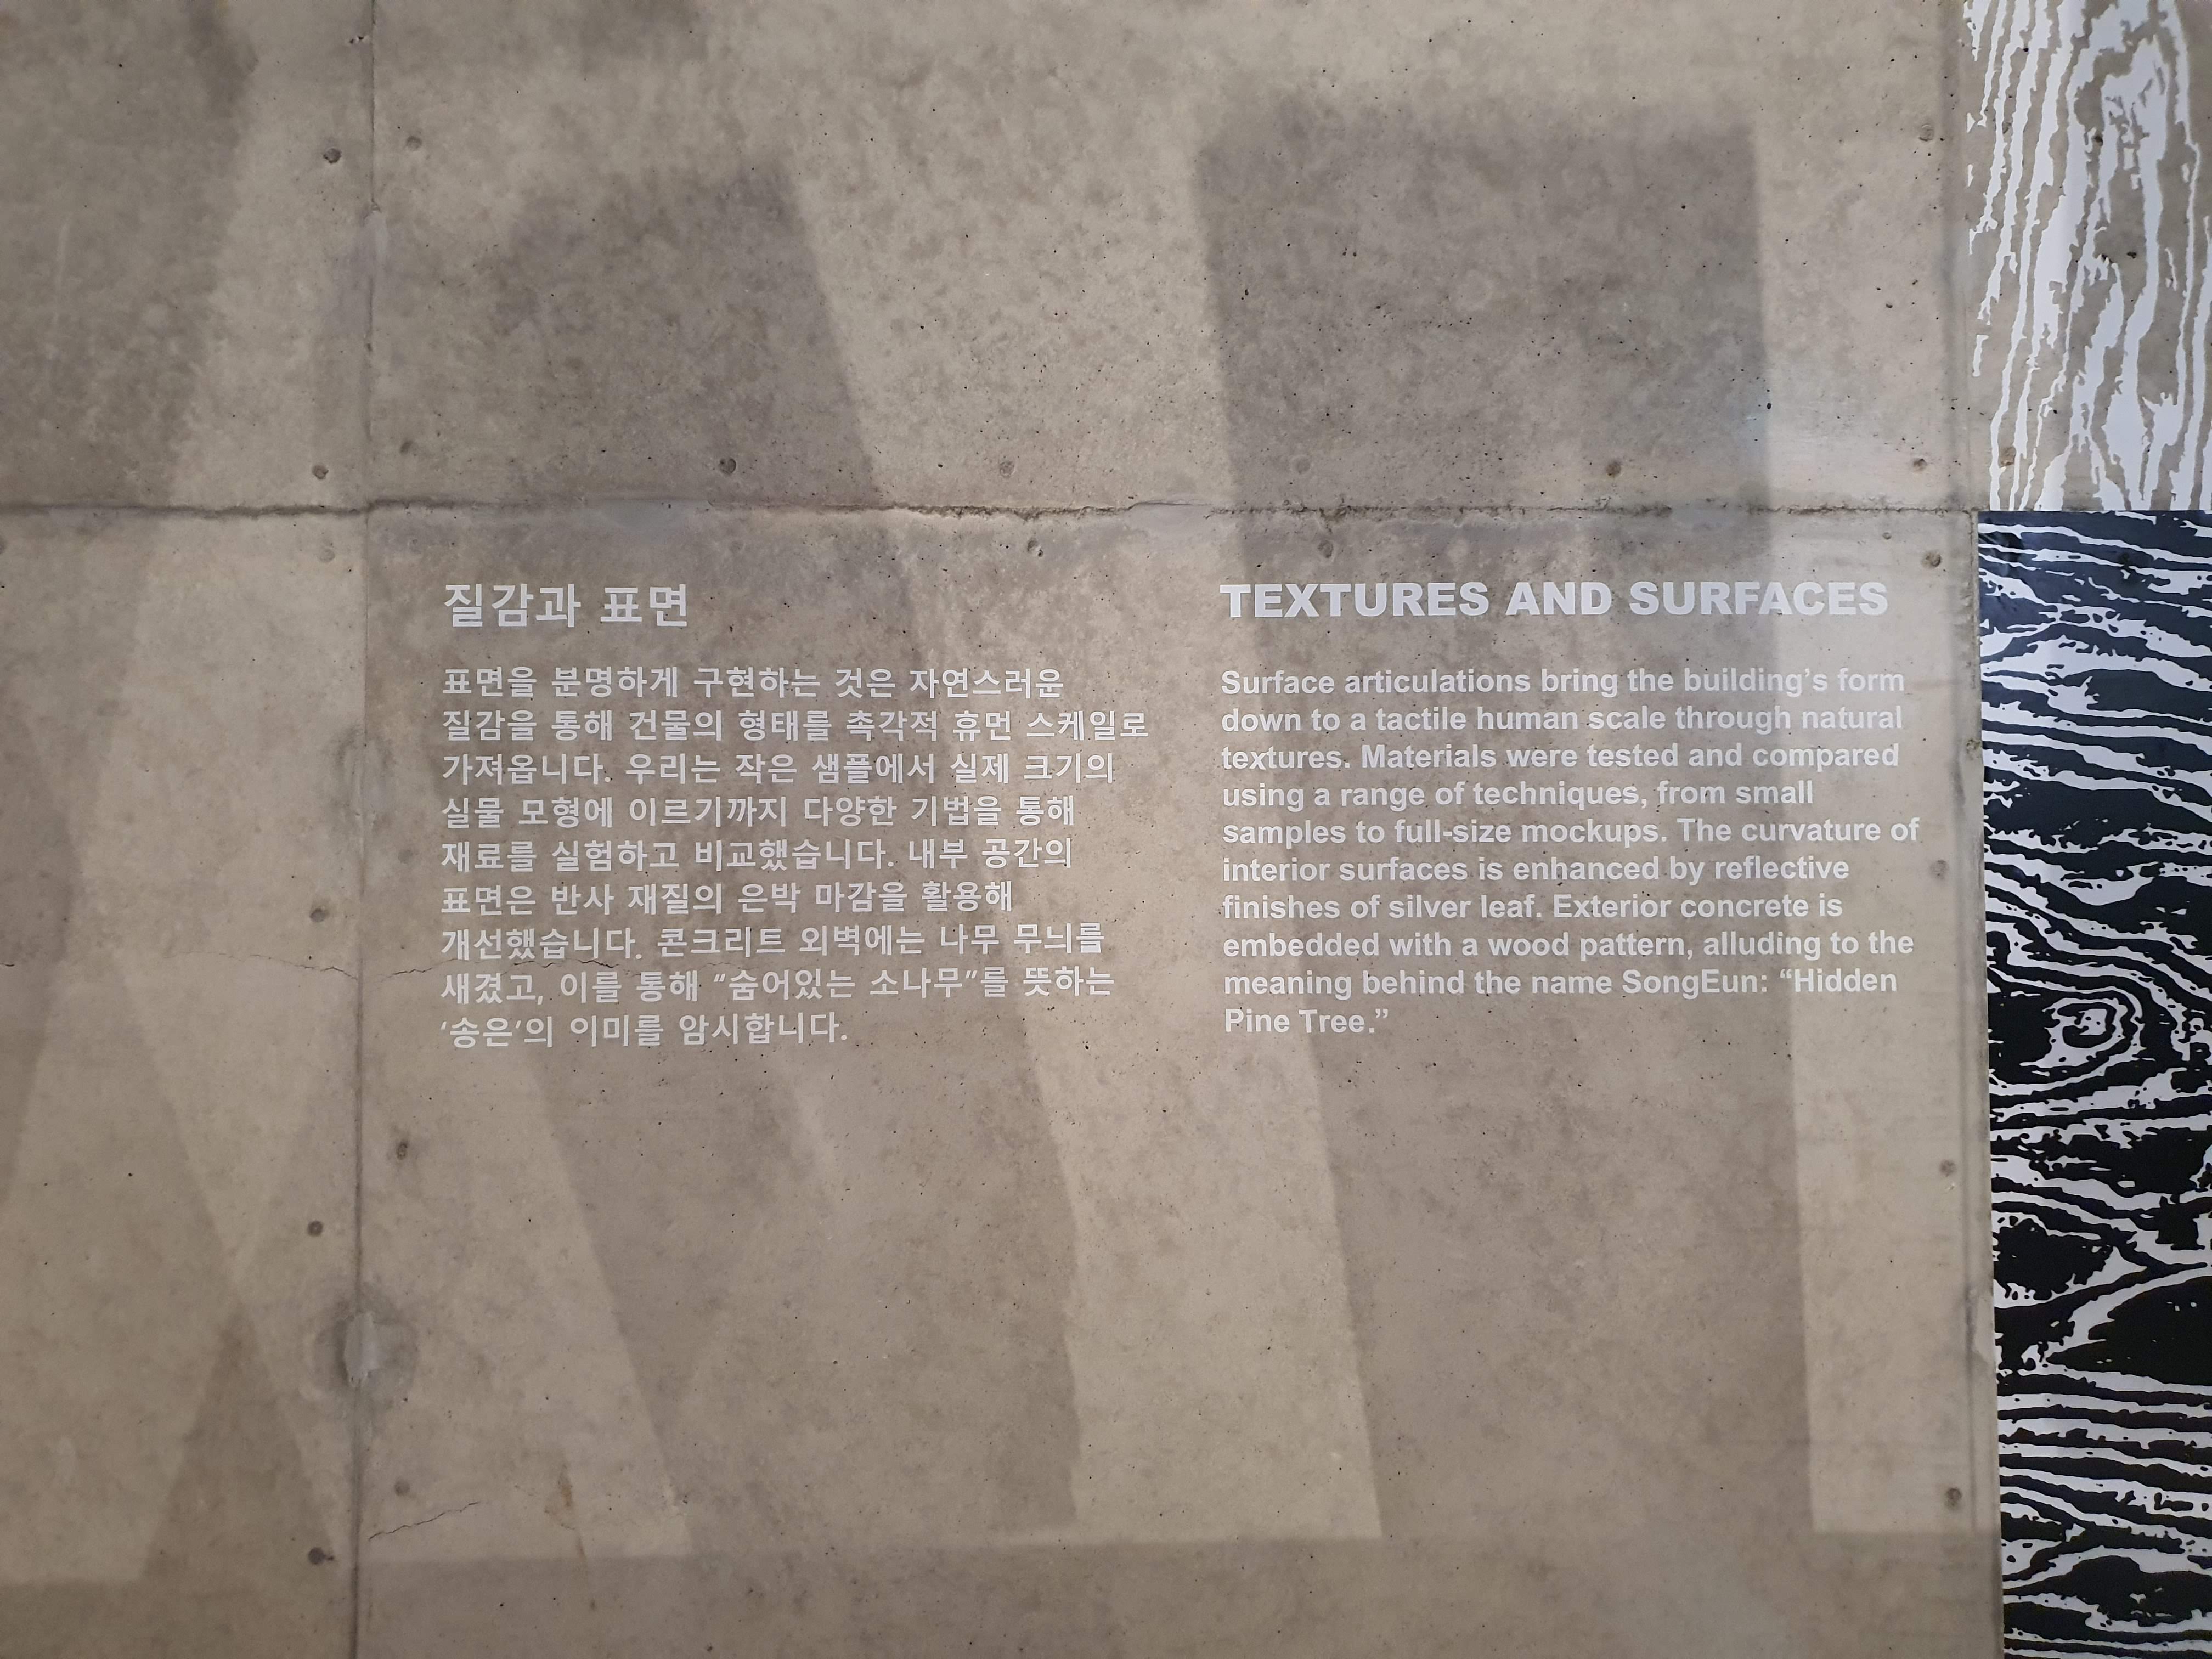 질감과 표면
표면을 분명하게 구현하는 것은 자연스러운
질감을 통해 건물의 형태를 촉각적 휴먼 스케일로
가져옵니다. 우리는 작은 샘플에서 실제 크기의
실물 모형에 이르기까지 다양한 기법을 통해
재료를 실험하고 비교했습니다. 내부 공간의
표면은 반사 재질의 은박 마감을 활용해
개선했습니다. 콘크리트 외벽에는 나무 무늬를
새겼고, 이를 통해 “숨어있는 소나무”를 뜻하는
‘송은’의 이미를 암시합니다.
TEXTURES AND SURFACES
Surface articulations bring the building’s form
down to a tactile human scale through natural
textures. Materials were tested and compared
using a range of techniques, from small
samples to full-size mockups. The curvature of
interior surfaces is enhanced by reflective
finishes of silver leaf. Exterior concrete is
embedded with a wood pattern, alluding to the
meaning behind the name SongEun: “Hidden
Pine Tree.”